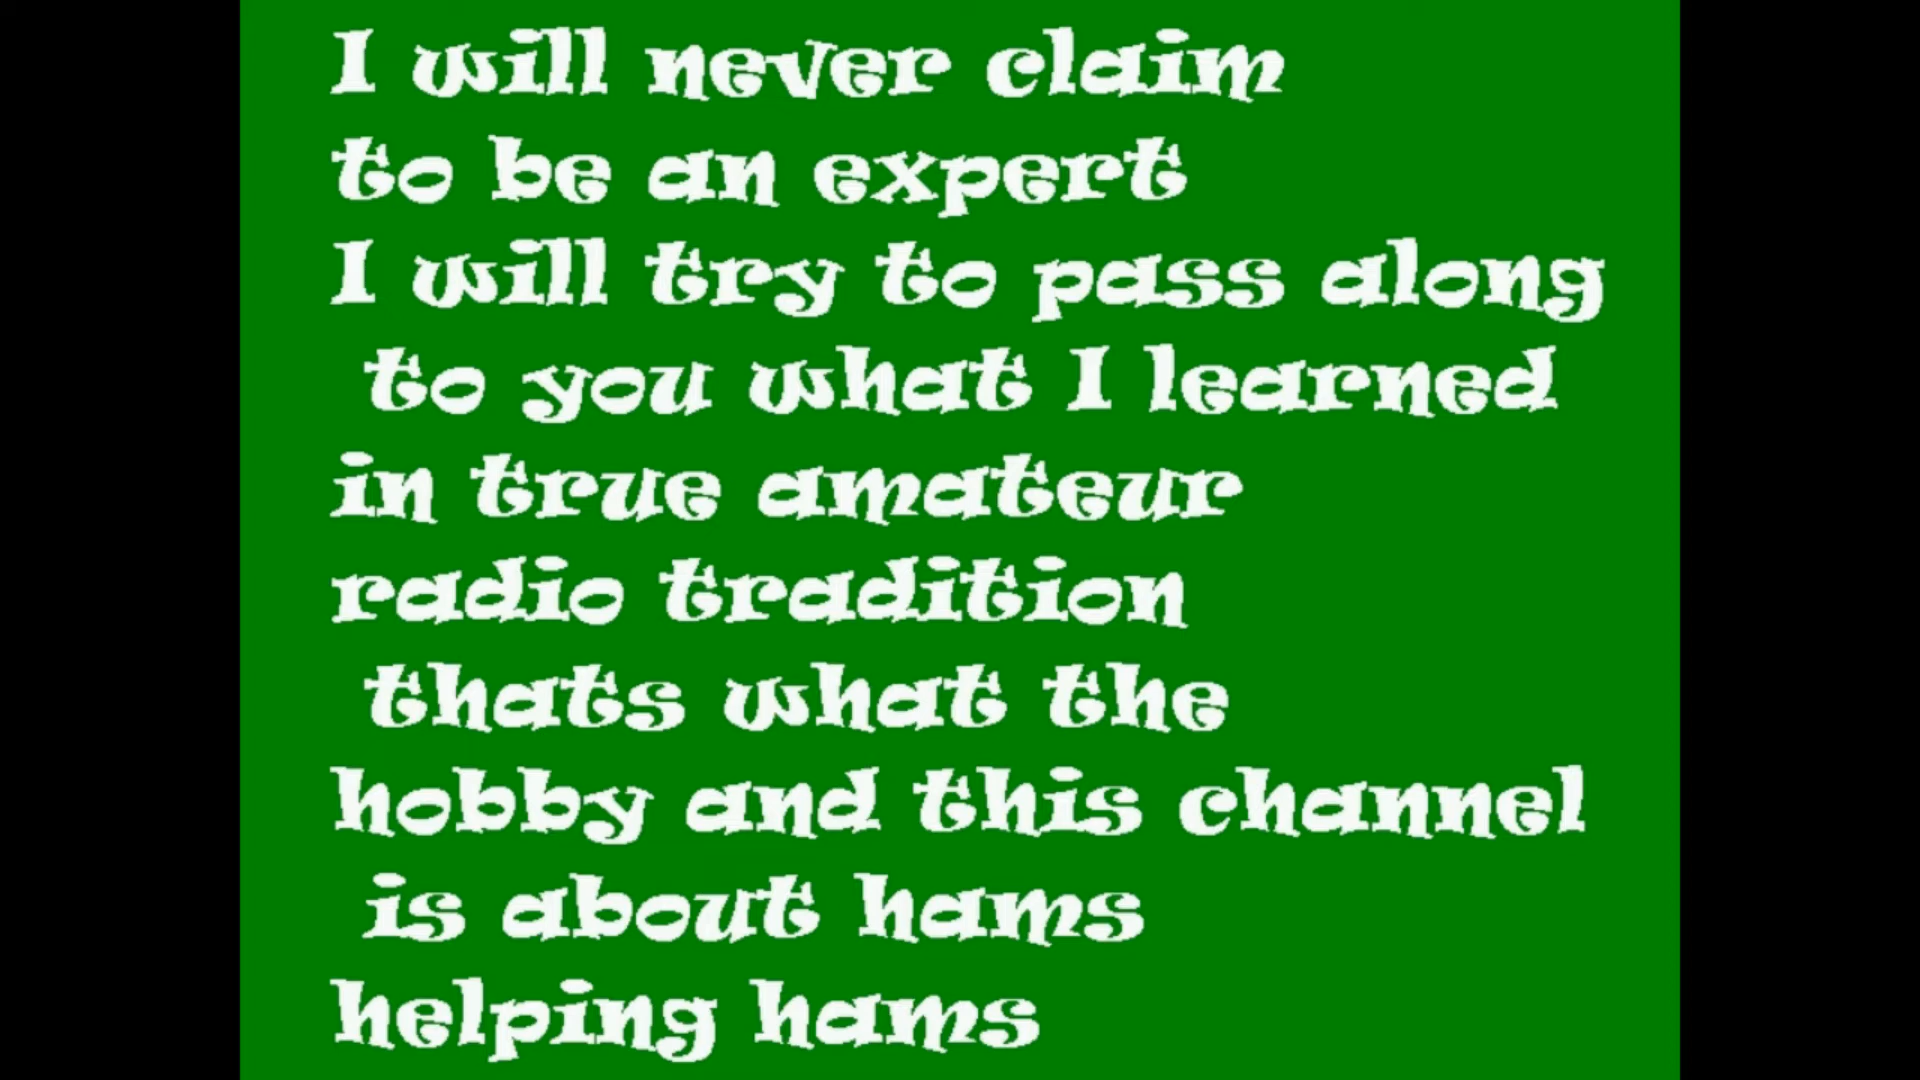 I will never claim
to be an expert
I will try to pass along
to you what I learned
in true amateur
radio tradition
thats what the
hobby and this channel
is about hams
helping hams